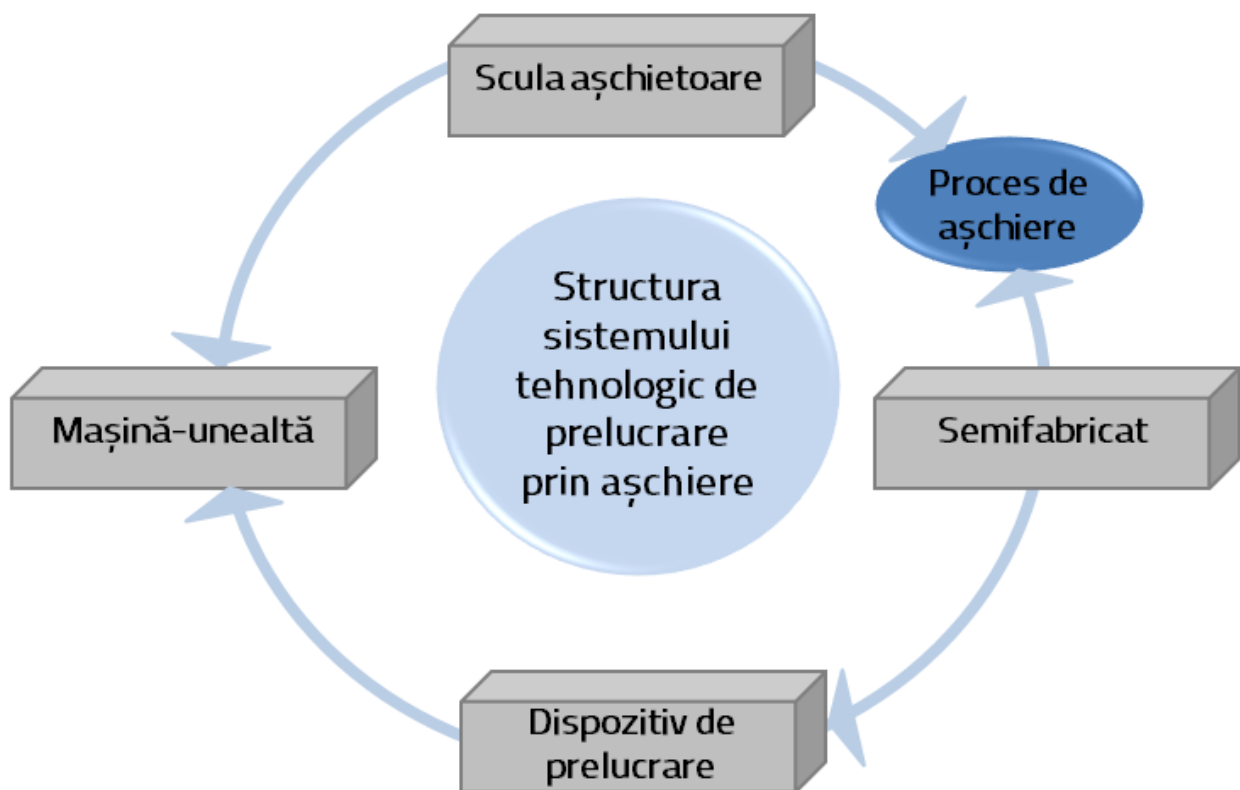 Scula așchietoare
Proces de
așchiere
Structura
sistemului
tehnologic de
prelucrare
prin așchiere
Mașină-unealtă
Semifabricat
Dispozitiv de
prelucrare